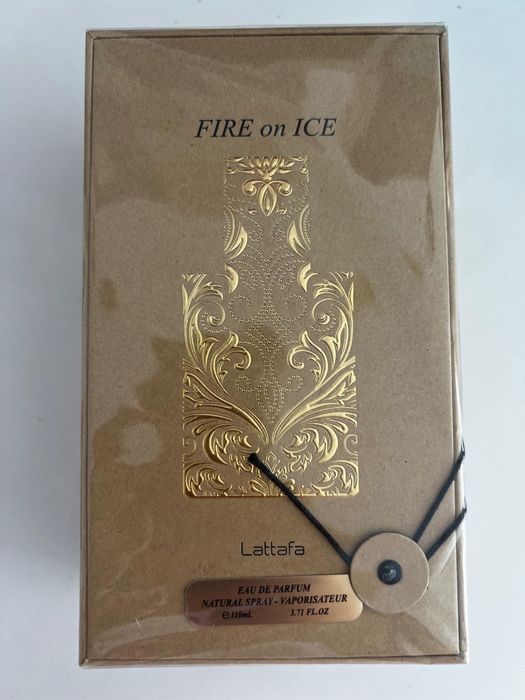 FIRE on ICE
Lattafa
EAU DE PARFUM
NATURAL SPRAY - VAPORISATEUR
℮110mL 3.71 FL.OZ